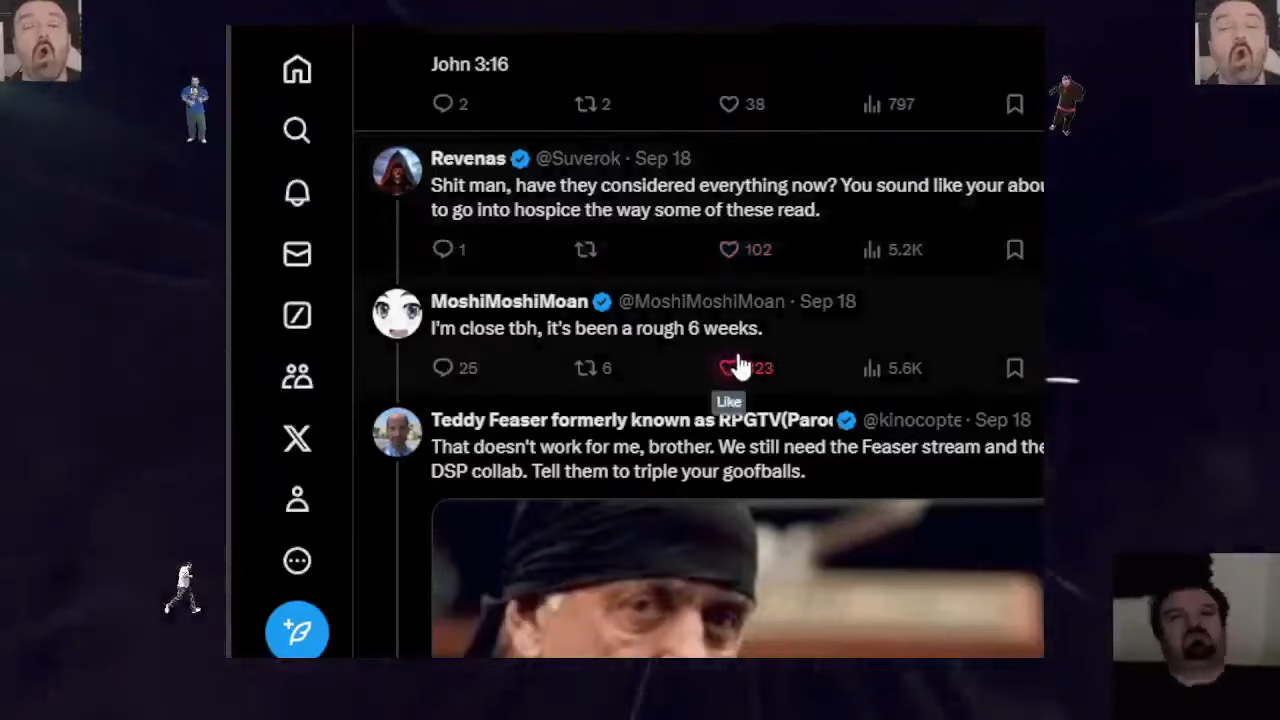 John 3:16
2 2 38 797
Revenas @Suverok · Sep 18
Shit man, have they considered everything now? You sound like your abou
to go into hospice the way some of these read.
1 102 5.2K
MoshiMoshiMoan @MoshiMoshiMoan · Sep 18
I'm close tbh, it's been a rough 6 weeks.
25 6 23 5.6K
Like
Teddy Feaser formerly known as RPGTV(Paro @kinocopte · Sep 18
That doesn't work for me, brother. We still need the Feaser stream and the
DSP collab. Tell them to triple your goofballs.